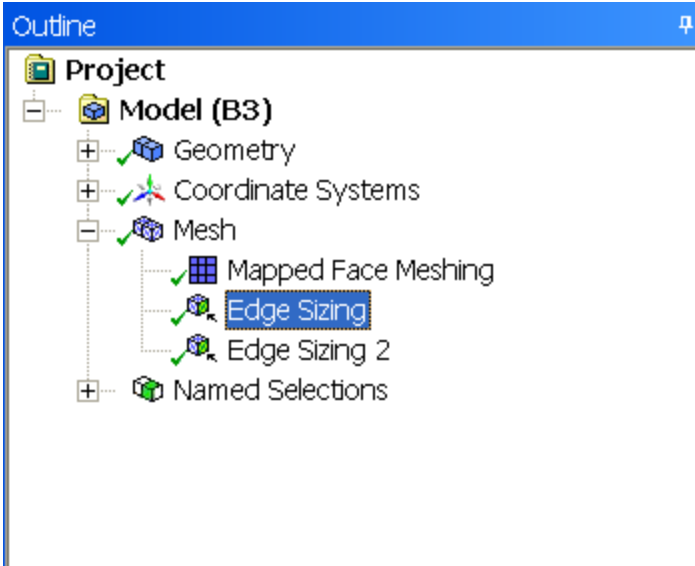 Outline
Project
Model (B3)
Geometry
Coordinate Systems
Mesh
Mapped Face Meshing
Edge Sizing
Edge Sizing 2
Named Selections